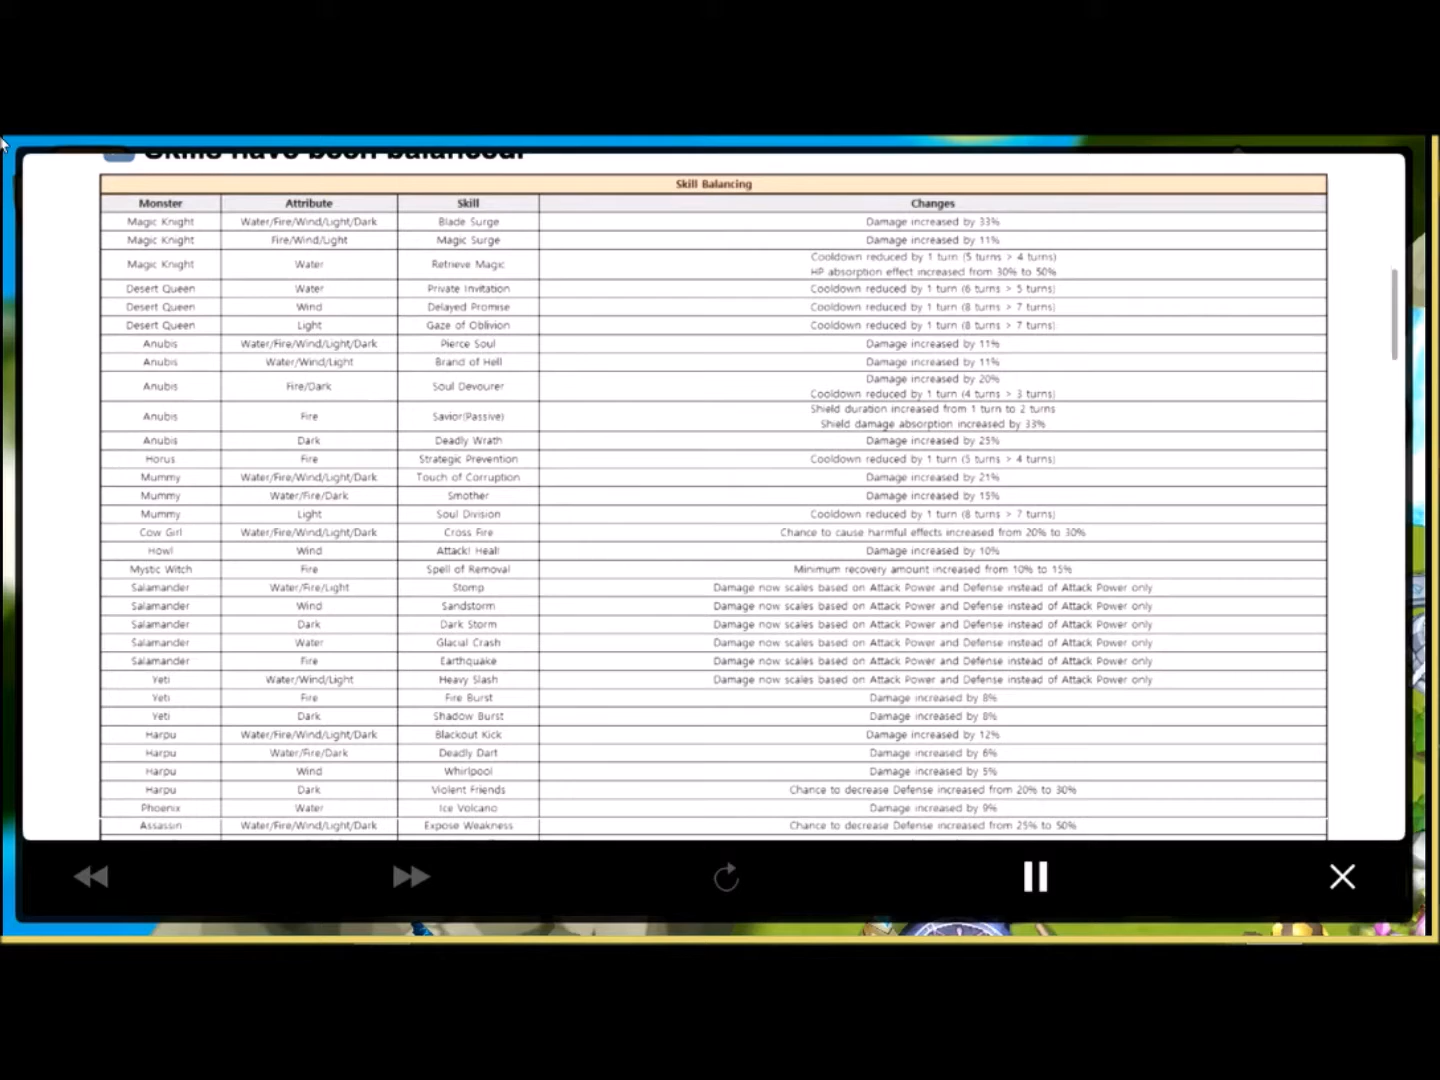 Skills have been balanced.
Skill Balancing
Monster Attribute Skill Changes
Magic Knight Water/Fire/Wind/Light/Dark Blade Surge Damage increased by 33%
Magic Knight Fire/Wind/Light Magic Surge Damage increased by 11%
Magic Knight Water Retrieve Magic Cooldown reduced by 1 turn (5 turns > 4 turns)
HP absorption effect increased from 30% to 50%
Desert Queen Water Private Invitation Cooldown reduced by 1 turn (6 turns > 5 turns)
Desert Queen Wind Delayed Promise Cooldown reduced by 1 turn (8 turns > 7 turns)
Desert Queen Light Gaze of Oblivion Cooldown reduced by 1 turn (8 turns > 7 turns)
Anubis Water/Fire/Wind/Light/Dark Pierce Soul Damage increased by 11%
Anubis Water/Wind/Light Brand of Hell Damage increased by 11%
Anubis Fire/Dark Soul Devourer Damage increased by 20%
Cooldown reduced by 1 turn (4 turns > 3 turns)
Anubis Fire Savior(Passive) Shield duration increased from 1 turn to 2 turns
Shield damage absorption increased by 33%
Anubis Dark Deadly Wrath Damage increased by 25%
Horus Fire Strategic Prevention Cooldown reduced by 1 turn (5 turns > 4 turns)
Mummy Water/Fire/Wind/Light/Dark Touch of Corruption Damage increased by 21%
Mummy Water/Fire/Dark Smother Damage increased by 15%
Mummy Light Soul Division Cooldown reduced by 1 turn (8 turns > 7 turns)
Cow Girl Water/Fire/Wind/Light/Dark Cross Fire Chance to cause harmful effects increased from 20% to 30%
Howl Wind Attack! Heal! Damage increased by 10%
Mystic Witch Fire Spell of Removal Minimum recovery amount increased from 10% to 15%
Salamander Water/Fire/Light Stomp Damage now scales based on Attack Power and Defense instead of Attack Power only
Salamander Wind Sandstorm Damage now scales based on Attack Power and Defense instead of Attack Power only
Salamander Dark Dark Storm Damage now scales based on Attack Power and Defense instead of Attack Power only
Salamander Water Glacial Crash Damage now scales based on Attack Power and Defense instead of Attack Power only
Salamander Fire Earthquake Damage now scales based on Attack Power and Defense instead of Attack Power only
Yeti Water/Wind/Light Heavy Slash Damage now scales based on Attack Power and Defense instead of Attack Power only
Yeti Fire Fire Burst Damage increased by 8%
Yeti Dark Shadow Burst Damage increased by 8%
Harpu Water/Fire/Wind/Light/Dark Blackout Kick Damage increased by 12%
Harpu Water/Fire/Dark Deadly Dart Damage increased by 6%
Harpu Wind Whirlpool Damage increased by 5%
Harpu Dark Violent Friends Chance to decrease Defense increased from 20% to 30%
Phoenix Water Ice Volcano Damage increased by 9%
Assassin Water/Fire/Wind/Light/Dark Expose Weakness Chance to decrease Defense increased from 25% to 50%